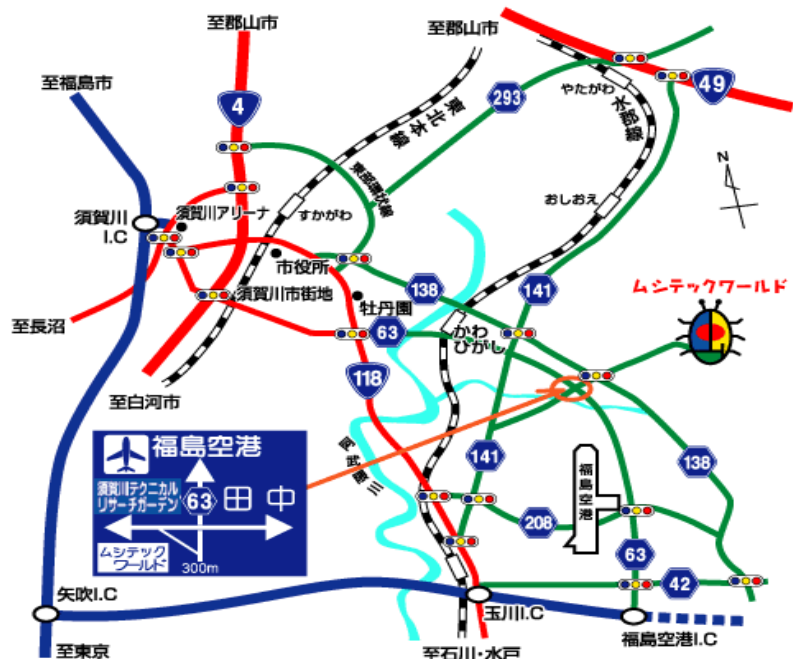 至郡山市
至郡山市
至福島市
4
49
293
やたがわ
東北本線
水郡線
N
東部環状線
おしおえ
須賀川
I.C
須賀川アリーナ
すかがわ
市役所
138
141
ムシテックワールド
須賀川市街地
牡丹園
至長沼
63
かわ
ひがし
118
至白河市
福島空港
須賀川テクニカル
リサーチガーデン
63
田
中
ムシテック
ワールド
300m
阿武隈川
141
福島空港
138
208
63
42
矢吹I.C
玉川I.C
福島空港I.C
至東京
至石川・水戸